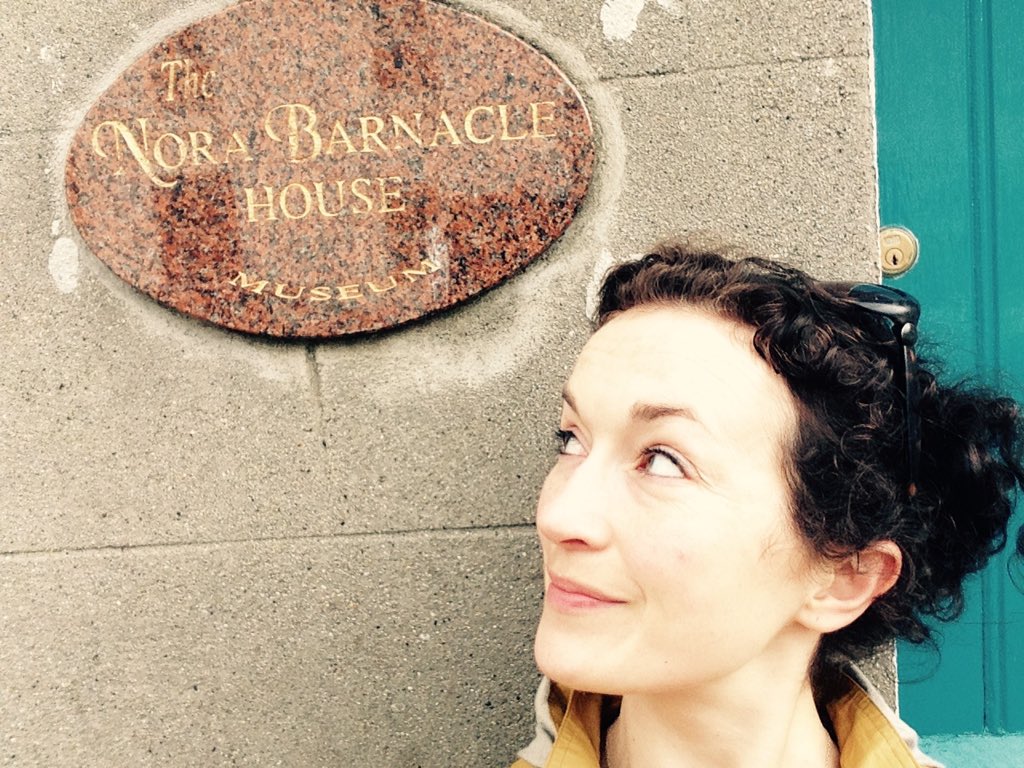 The
NORA BARNACLE
HOUSE
MUSEUM